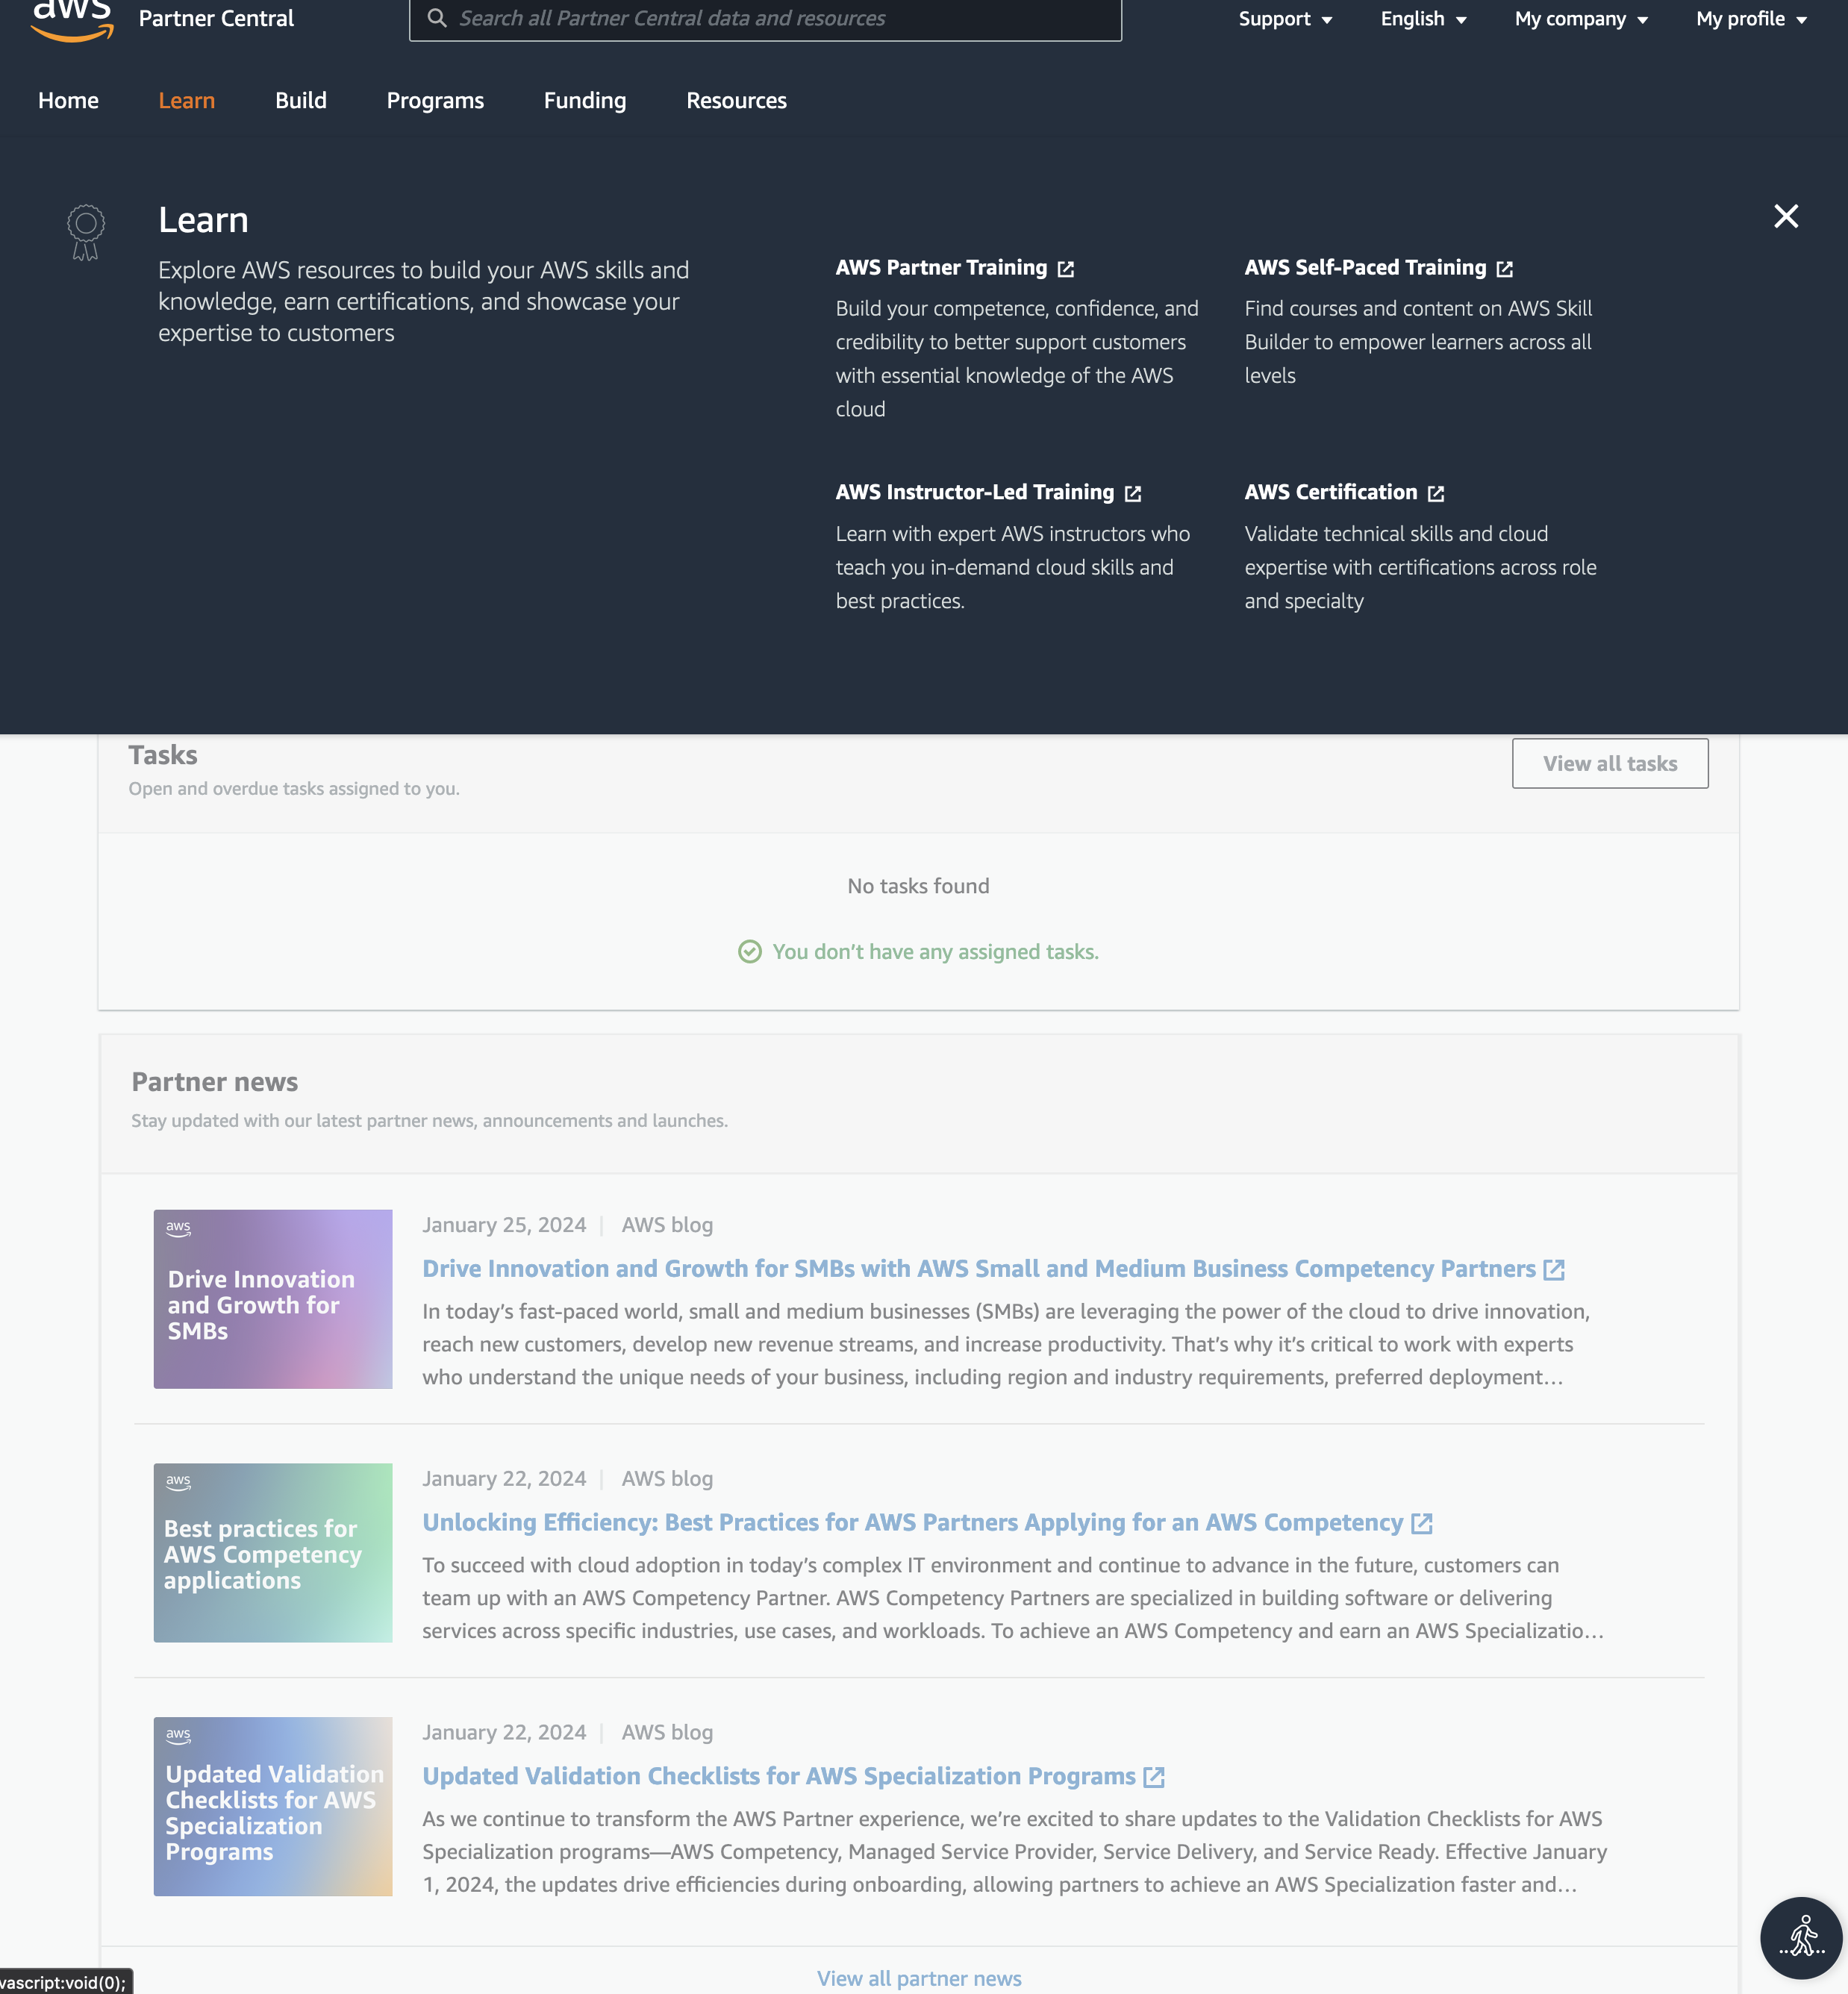 aws
Partner Central
Search all Partner Central data and resources
Support
English
My company
My profile
Home
Learn
Build
Programs
Funding
Resources
Learn
Explore AWS resources to build your AWS skills and
knowledge, earn certifications, and showcase your
expertise to customers
AWS Partner Training
Build your competence, confidence, and
credibility to better support customers
with essential knowledge of the AWS
cloud
AWS Self-Paced Training
Find courses and content on AWS Skill
Builder to empower learners across all
levels
AWS Instructor-Led Training
Learn with expert AWS instructors who
teach you in-demand cloud skills and
best practices.
AWS Certification
Validate technical skills and cloud
expertise with certifications across role
and specialty
Tasks
Open and overdue tasks assigned to you.
View all tasks
No tasks found
You don’t have any assigned tasks.
Partner news
Stay updated with our latest partner news, announcements and launches.
aws
Drive Innovation
and Growth for
SMBs
January 25, 2024
AWS blog
Drive Innovation and Growth for SMBs with AWS Small and Medium Business Competency Partners
In today’s fast-paced world, small and medium businesses (SMBs) are leveraging the power of the cloud to drive innovation,
reach new customers, develop new revenue streams, and increase productivity. That’s why it’s critical to work with experts
who understand the unique needs of your business, including region and industry requirements, preferred deployment…
aws
Best practices for
AWS Competency
applications
January 22, 2024
AWS blog
Unlocking Efficiency: Best Practices for AWS Partners Applying for an AWS Competency
To succeed with cloud adoption in today’s complex IT environment and continue to advance in the future, customers can
team up with an AWS Competency Partner. AWS Competency Partners are specialized in building software or delivering
services across specific industries, use cases, and workloads. To achieve an AWS Competency and earn an AWS Specializatio…
aws
Updated Validation
Checklists for AWS
Specialization
Programs
January 22, 2024
AWS blog
Updated Validation Checklists for AWS Specialization Programs
As we continue to transform the AWS Partner experience, we’re excited to share updates to the Validation Checklists for AWS
Specialization programs—AWS Competency, Managed Service Provider, Service Delivery, and Service Ready. Effective January
1, 2024, the updates drive efficiencies during onboarding, allowing partners to achieve an AWS Specialization faster and…
View all partner news
vascript:void(0);